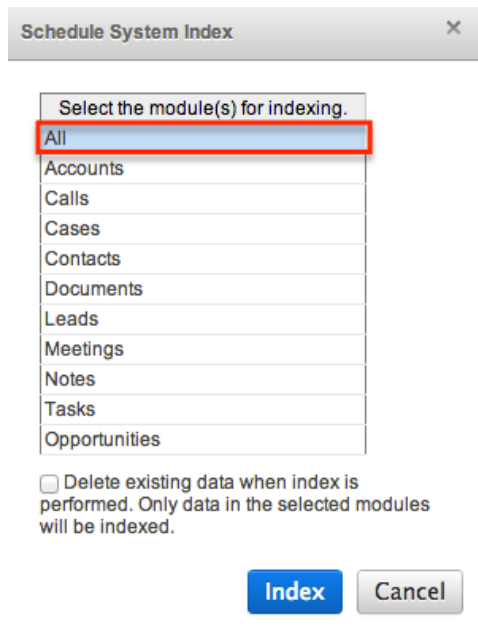 Schedule System Index ×
Select the module(s) for indexing.
All
Accounts
Calls
Cases
Contacts
Documents
Leads
Meetings
Notes
Tasks
Opportunities
Delete existing data when index is
performed. Only data in the selected modules
will be indexed.
Index Cancel